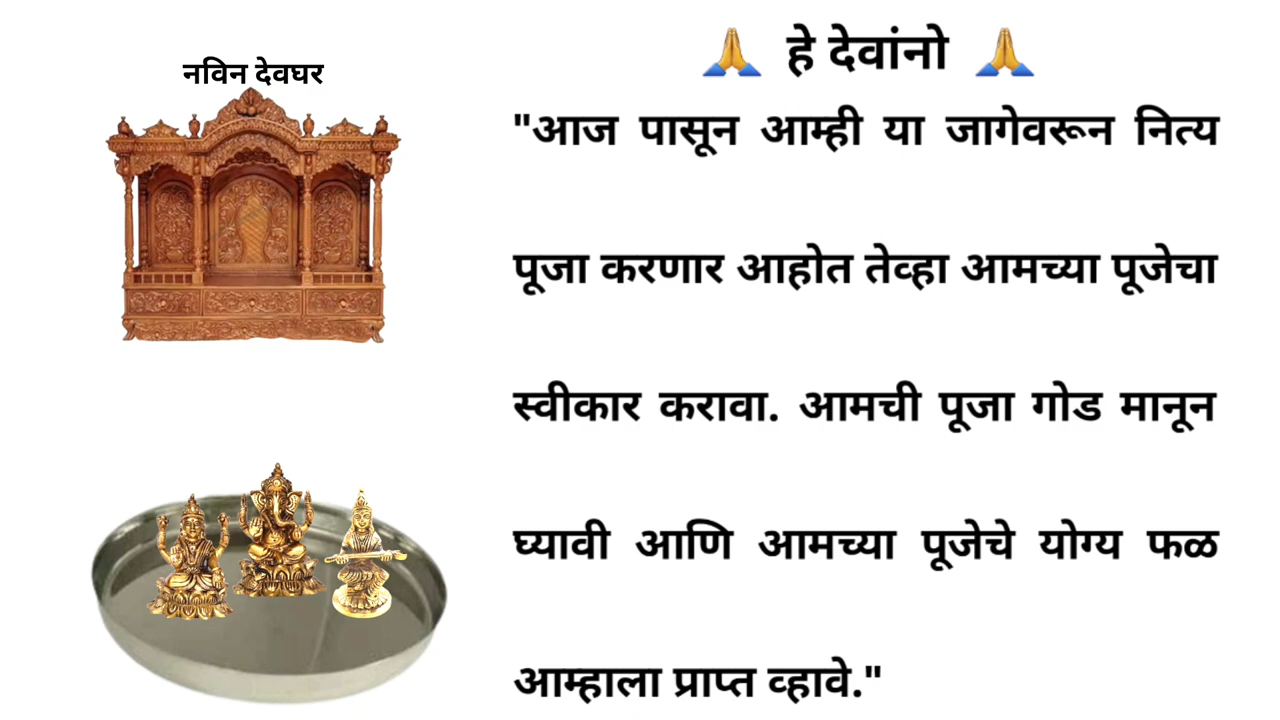 नविन देवघर
🙏 हे देवांनो 🙏
"आज पासून आम्ही या जागेवरून नित्य
पूजा करणार आहोत तेव्हा आमच्या पूजेचा
स्वीकार करावा. आमची पूजा गोड मानून
घ्यावी आणि आमच्या पूजेचे योग्य फळ
आम्हाला प्राप्त व्हावे."